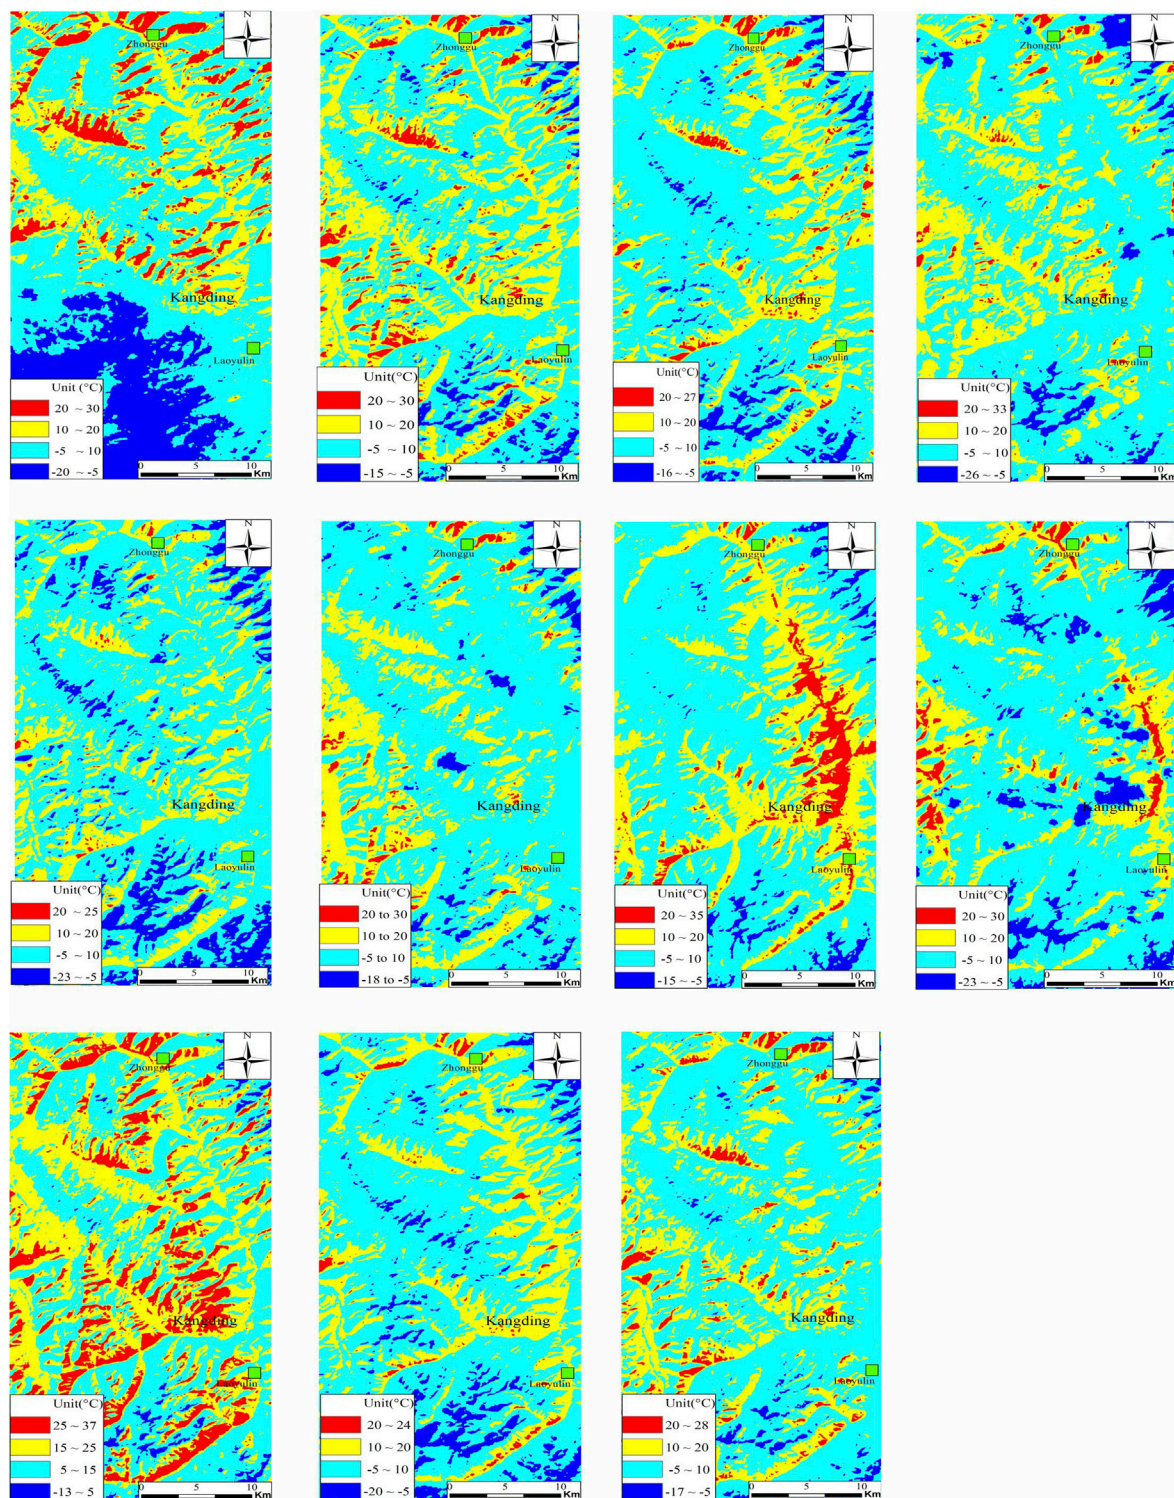 N
Zhonggu
Kangding
Laoyulin
Unit (°C)
20 ~ 30
10 ~ 20
-5 ~ 10
-20 ~ -5
0 5 10
Km
N
Zhonggu
Kangding
Laoyulin
Unit(°C)
20 ~ 30
10 ~ 20
-5 ~ 10
-15 ~ -5
0 5 10
Km
N
Zhonggu
Kangding
Laoyulin
Unit(°C)
20 ~ 27
10 ~ 20
-5 ~ 10
-16 ~ -5
0 5 10
Km
N
Zhonggu
Kangding
Laoyulin
Unit(°C)
20 ~ 33
10 ~ 20
-5 ~ 10
-26 ~ -5
0 5 10
Km
N
Zhonggu
Kangding
Laoyulin
Unit(°C)
20 ~ 25
10 ~ 20
-5 ~ 10
-23 ~ -5
0 5 10
Km
N
Zhonggu
Kangding
Laoyulin
Unit(°C)
20 to 30
10 to 20
-5 to 10
-18 to -5
0 5 10
Km
N
Zhonggu
Kangding
Laoyulin
Unit(°C)
20 ~ 35
10 ~ 20
-5 ~ 10
-15 ~ -5
0 5 10
Km
N
Zhonggu
Kangding
Laoyulin
Unit(°C)
20 ~ 30
10 ~ 20
-5 ~ 10
-23 ~ -5
0 5 10
Km
N
Zhonggu
Kangding
Laoyulin
Unit(°C)
25 ~ 37
15 ~ 25
5 ~ 15
-13 ~ 5
0 5 10
Km
N
Zhonggu
Kangding
Laoyulin
Unit(°C)
20 ~ 24
10 ~ 20
-5 ~ 10
-20 ~ -5
0 5 10
Km
N
Zhonggu
Kangding
Laoyulin
Unit(°C)
20 ~ 28
10 ~ 20
-5 ~ 10
-17 ~ -5
0 5 10
Km